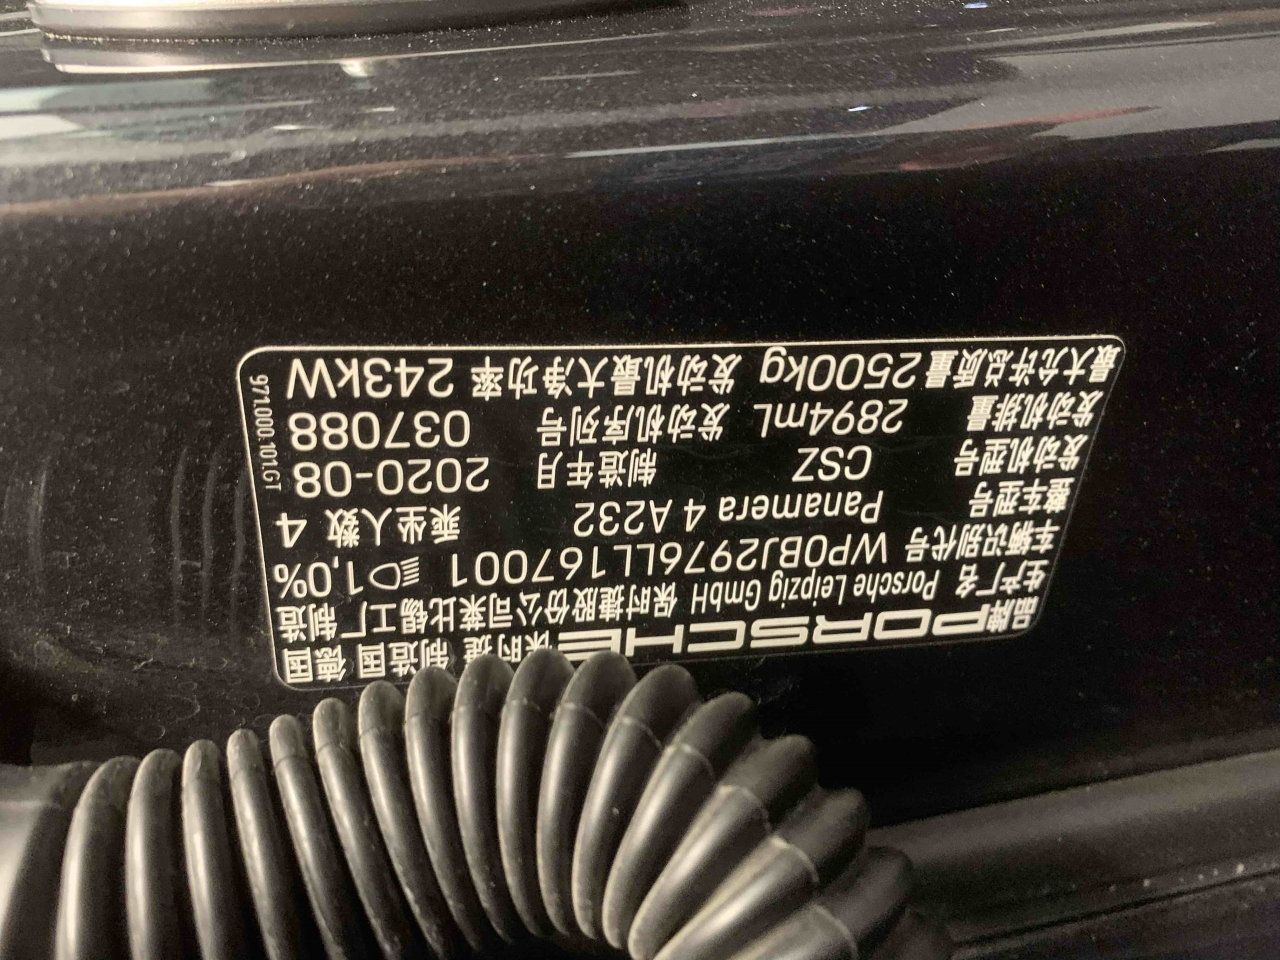 品牌 PORSCHE 保时捷 制造国 德国
生产厂名 Porsche Leipzig GmbH 保时捷股份公司莱比锡工厂制造
车辆识别代号 WP0BJ2976LL167001 1,0%
整车型号 Panamera 4 A232 乘坐人数 4
发动机型号 CSZ 制造年月 2020-08
发动机排量 2894mL 发动机序列号 037088
最大允许总质量 2500kg 发动机最大净功率 243kW
971.000.101.GT